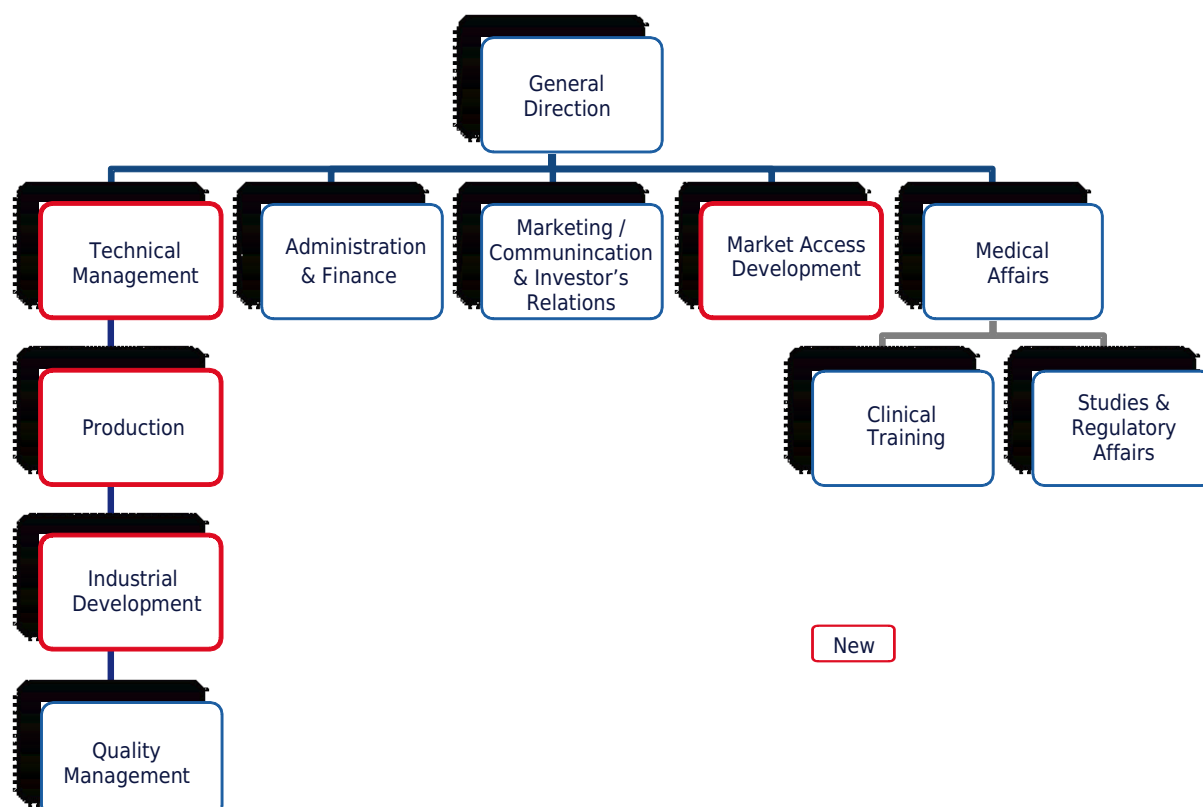 General
Direction
Technical
Management
Administration
& Finance
Marketing /
Communincation
& Investor’s
Relations
Market Access
Development
Medical
Affairs
Production
Clinical
Training
Studies &
Regulatory
Affairs
Industrial
Development
New
Quality
Management